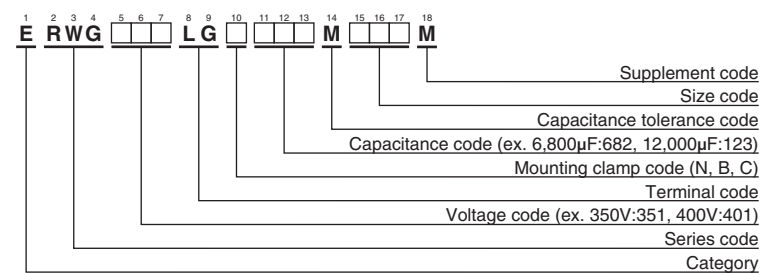 1 2 3 4 5 6 7 8 9 10 11 12 13 14 15 16 17 18
E RWG □□□ LG □ □□□ M □□□ M
Supplement code
Size code
Capacitance tolerance code
Capacitance code (ex. 6,800μF:682, 12,000μF:123)
Mounting clamp code (N, B, C)
Terminal code
Voltage code (ex. 350V:351, 400V:401)
Series code
Category